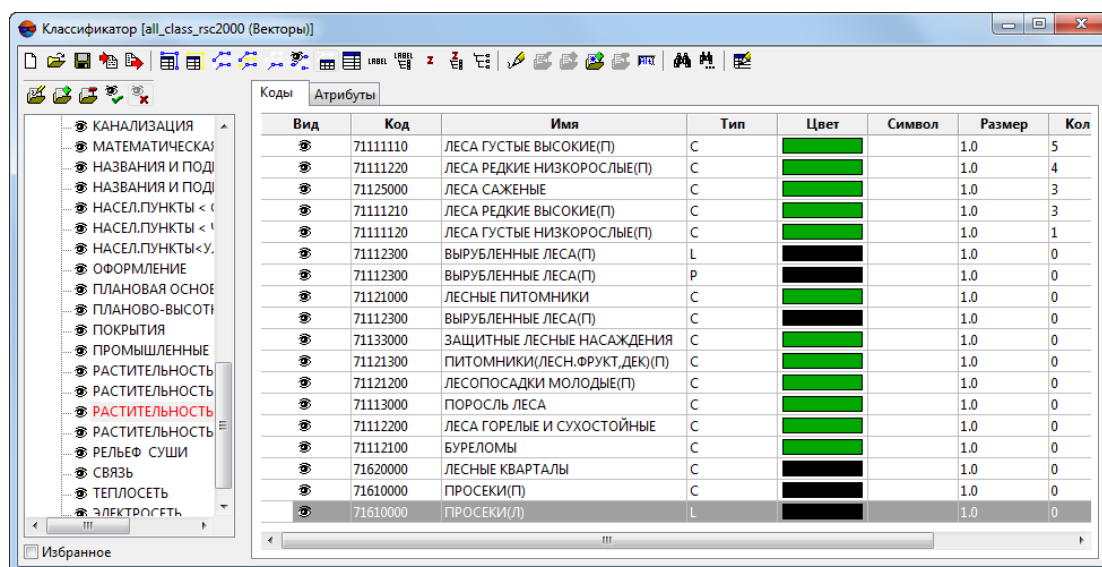 Классификатор [all_class_rsc2000 (Векторы)]
LABEL LABEL Z Z
Коды Атрибуты
КАНАЛИЗАЦИЯ
МАТЕМАТИЧЕСКАЯ
НАЗВАНИЯ И ПОД
НАЗВАНИЯ И ПОД
НАСЕЛ.ПУНКТЫ <
НАСЕЛ.ПУНКТЫ <
НАСЕЛ.ПУНКТЫ<У.
ОФОРМЛЕНИЕ
ПЛАНОВАЯ ОСНОВ
ПЛАНОВО-ВЫСОТН
ПОКРЫТИЯ
ПРОМЫШЛЕННЫЕ
РАСТИТЕЛЬНОСТЬ
РАСТИТЕЛЬНОСТЬ
РАСТИТЕЛЬНОСТЬ
РАСТИТЕЛЬНОСТЬ
РЕЛЬЕФ СУШИ
СВЯЗЬ
ТЕПЛОСЕТЬ
ЭЛЕКТРОСЕТЬ
Избранное
Вид Код Имя Тип Цвет Символ Размер Кол
71111110 ЛЕСА ГУСТЫЕ ВЫСОКИЕ(П) C 1.0 5
71111220 ЛЕСА РЕДКИЕ НИЗКОРОСЛЫЕ(П) C 1.0 4
71125000 ЛЕСА САЖЕНЫЕ C 1.0 3
71111210 ЛЕСА РЕДКИЕ ВЫСОКИЕ(П) C 1.0 3
71111120 ЛЕСА ГУСТЫЕ НИЗКОРОСЛЫЕ(П) C 1.0 1
71112300 ВЫРУБЛЕННЫЕ ЛЕСА(П) L 1.0 0
71112300 ВЫРУБЛЕННЫЕ ЛЕСА(П) P 1.0 0
71121000 ЛЕСНЫЕ ПИТОМНИКИ C 1.0 0
71112300 ВЫРУБЛЕННЫЕ ЛЕСА(П) C 1.0 0
71133000 ЗАЩИТНЫЕ ЛЕСНЫЕ НАСАЖДЕНИЯ C 1.0 0
71121300 ПИТОМНИКИ(ЛЕСН.ФРУКТ,ДЕК)(П) C 1.0 0
71121200 ЛЕСОПОСАДКИ МОЛОДЫЕ(П) C 1.0 0
71113000 ПОРОСЛЬ ЛЕСА C 1.0 0
71112200 ЛЕСА ГОРЕЛЫЕ И СУХОСТОЙНЫЕ C 1.0 0
71112100 БУРЕЛОМЫ C 1.0 0
71620000 ЛЕСНЫЕ КВАРТАЛЫ C 1.0 0
71610000 ПРОСЕКИ(П) C 1.0 0
71610000 ПРОСЕКИ(Л) L 1.0 0